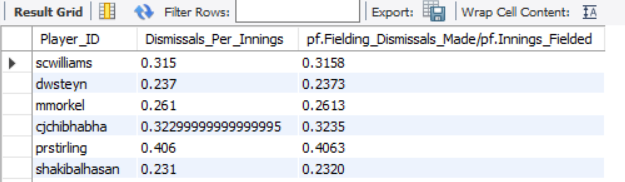 Result Grid Filter Rows: Export: Wrap Cell Content: IA
Player_ID Dismissals_Per_Innings pf.Fielding_Dismissals_Made/pf.Innings_Fielded
scwilliams 0.315 0.3158
dwsteyn 0.237 0.2373
mmorkel 0.261 0.2613
cjchibhabha 0.32299999999999995 0.3235
prstirling 0.406 0.4063
shakibalhasan 0.231 0.2320